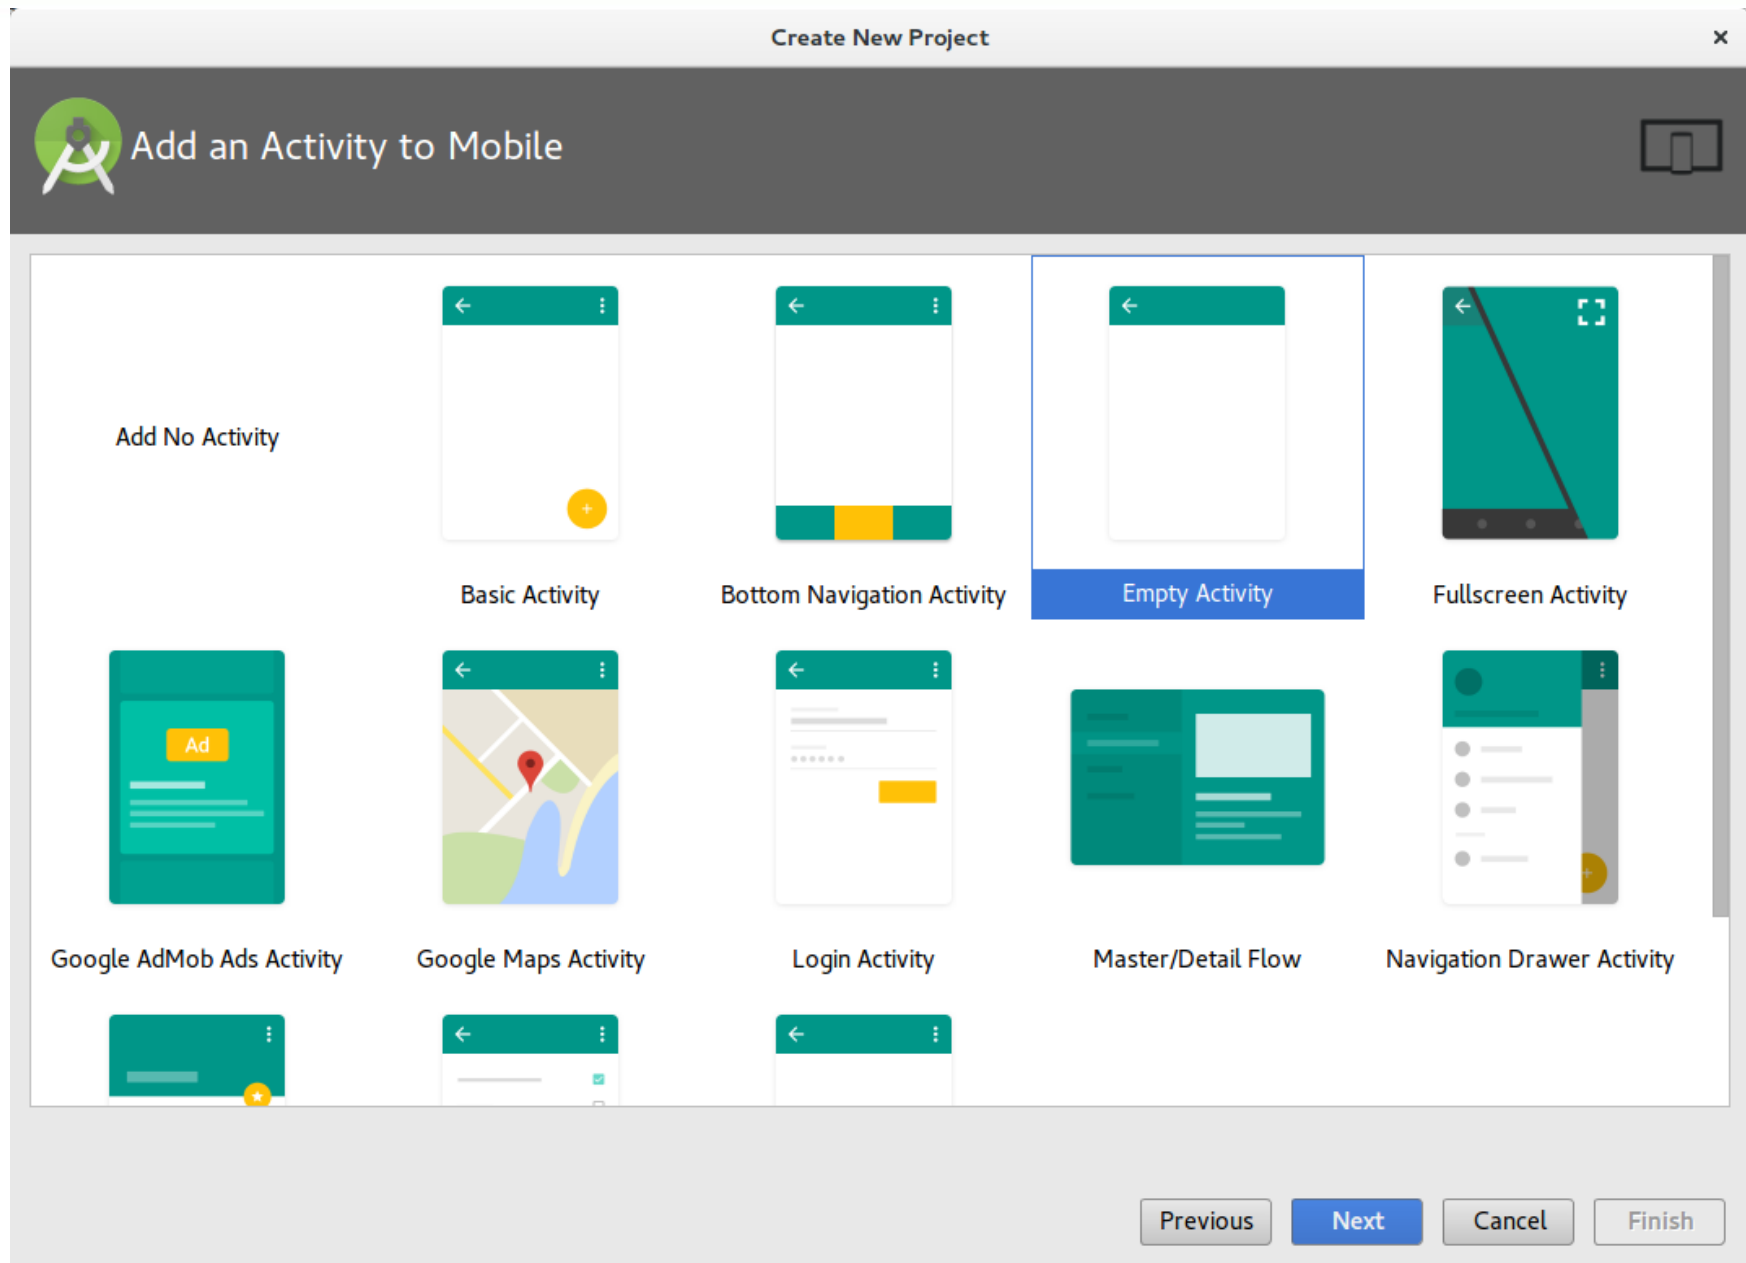 Create New Project
Add an Activity to Mobile
Add No Activity
Basic Activity
Bottom Navigation Activity
Empty Activity
Fullscreen Activity
Ad
Google AdMob Ads Activity
Google Maps Activity
Login Activity
Master/Detail Flow
Navigation Drawer Activity
Previous
Next
Cancel
Finish